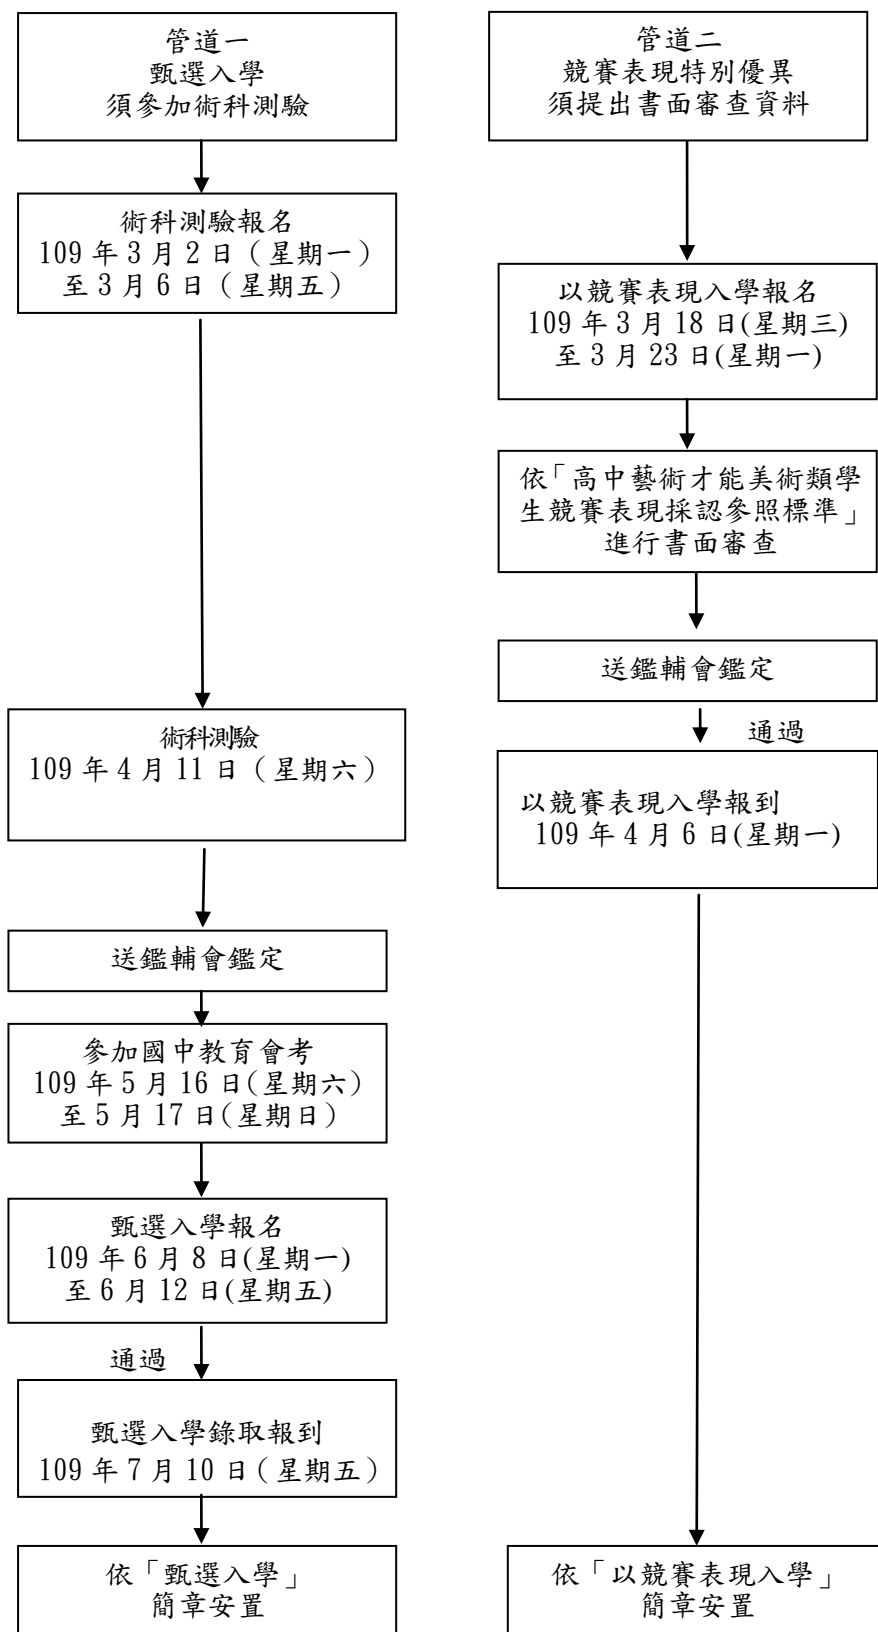 管道一
甄選入學
須參加術科測驗
術科測驗報名
109 年 3 月 2 日（星期一）
至 3 月 6 日（星期五）
術科測驗
109 年 4 月 11 日（星期六）
送鑑輔會鑑定
參加國中教育會考
109 年 5 月 16 日(星期六)
至 5 月 17 日(星期日)
甄選入學報名
109 年 6 月 8 日(星期一)
至 6 月 12 日(星期五)
通過
甄選入學錄取報到
109 年 7 月 10 日（星期五）
依「甄選入學」
簡章安置
管道二
競賽表現特別優異
須提出書面審查資料
以競賽表現入學報名
109 年 3 月 18 日(星期三)
至 3 月 23 日(星期一)
依「高中藝術才能美術類學
生競賽表現採認參照標準」
進行書面審查
送鑑輔會鑑定
通過
以競賽表現入學報到
109 年 4 月 6 日(星期一)
依「以競賽表現入學」
簡章安置